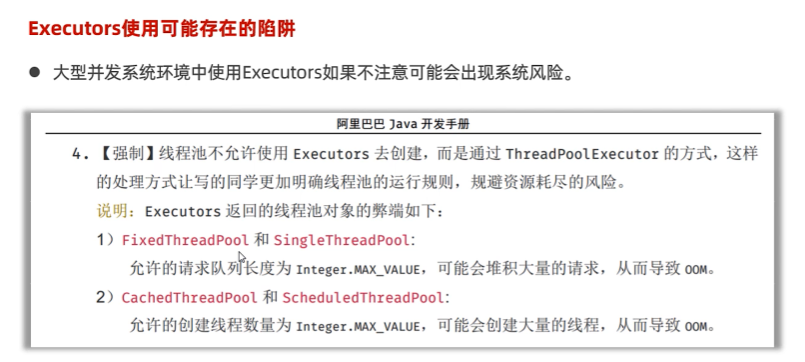 Executors使用可能存在的陷阱
● 大型并发系统环境中使用Executors如果不注意可能会出现系统风险。
阿里巴巴 Java 开发手册
4. 【强制】线程池不允许使用 Executors 去创建，而是通过 ThreadPoolExecutor 的方式，这样
的处理方式让写的同学更加明确线程池的运行规则，规避资源耗尽的风险。
说明：Executors 返回的线程池对象的弊端如下：
1）FixedThreadPool 和 SingleThreadPool:
允许的请求队列长度为 Integer.MAX_VALUE，可能会堆积大量的请求，从而导致 OOM。
2）CachedThreadPool 和 ScheduledThreadPool:
允许的创建线程数量为 Integer.MAX_VALUE，可能会创建大量的线程，从而导致 OOM。